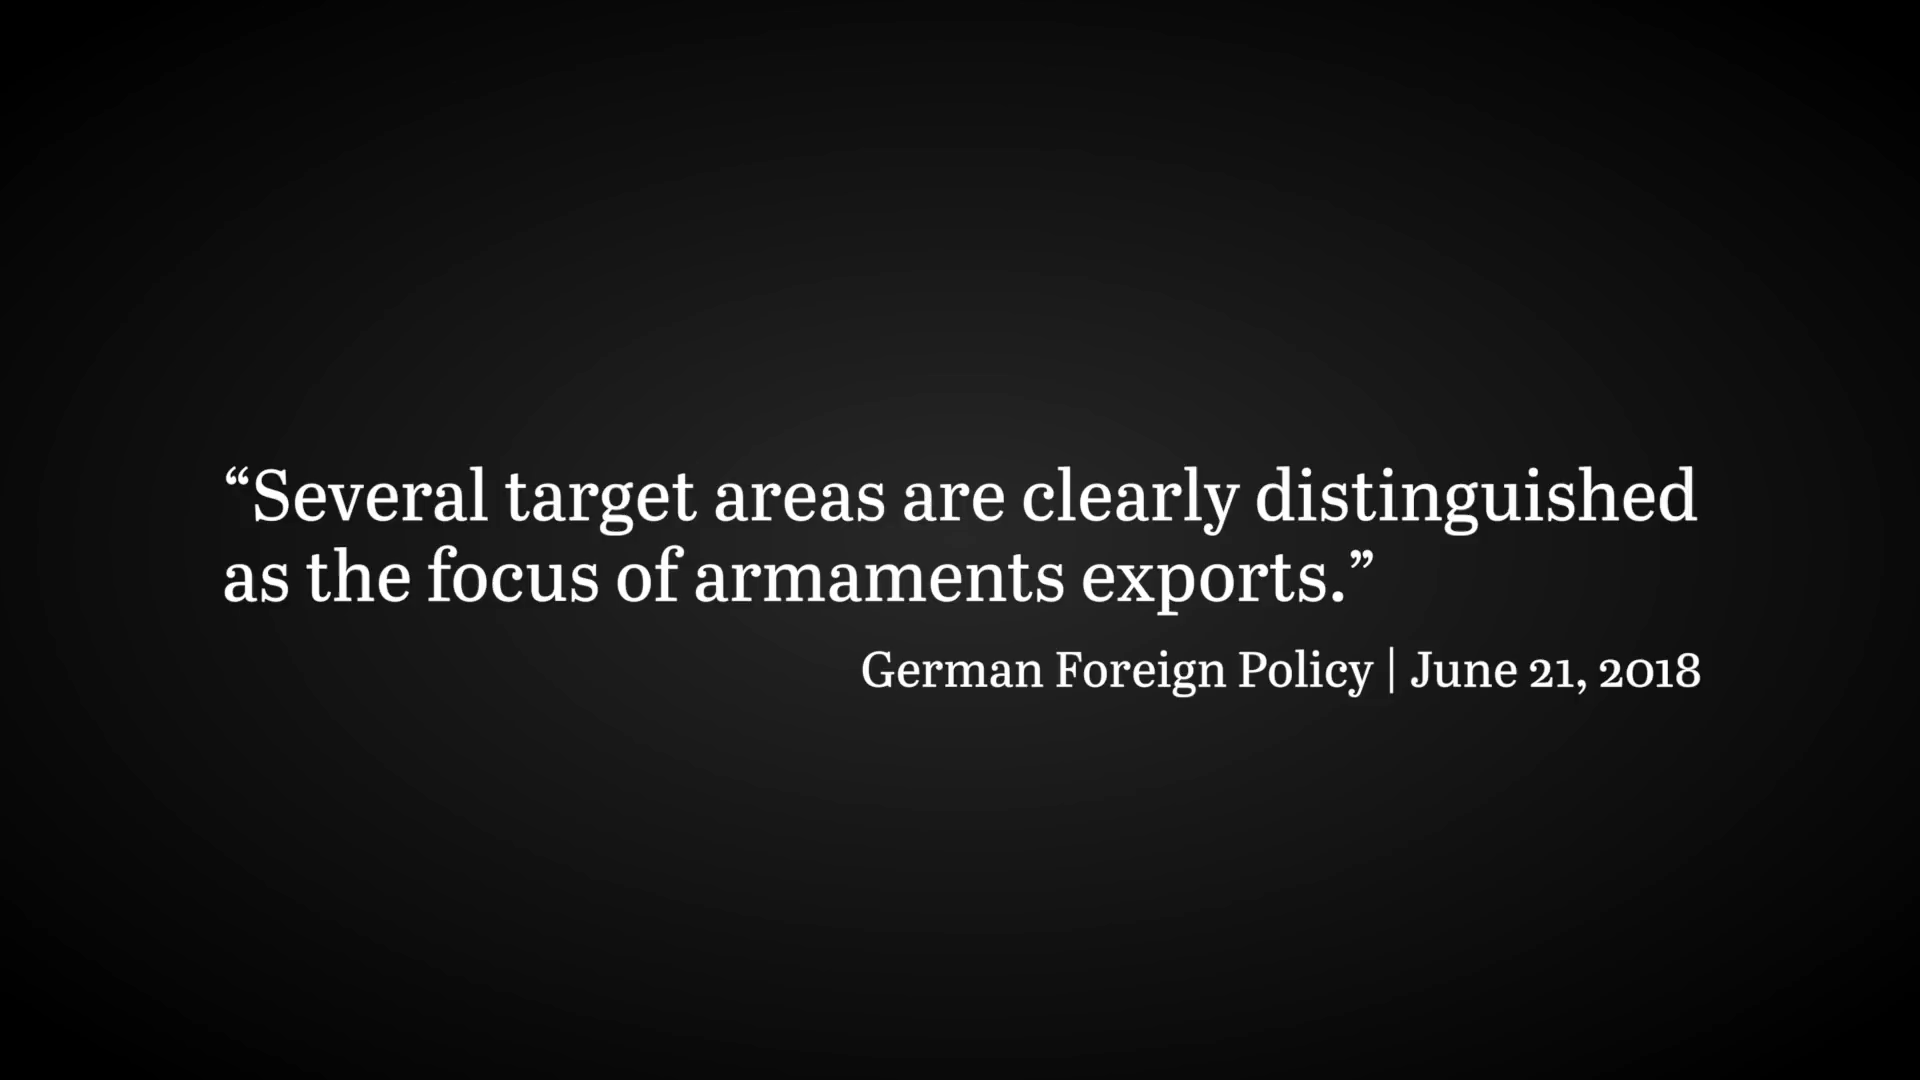 “Several target areas are clearly distinguished
as the focus of armaments exports.”
German Foreign Policy | June 21, 2018